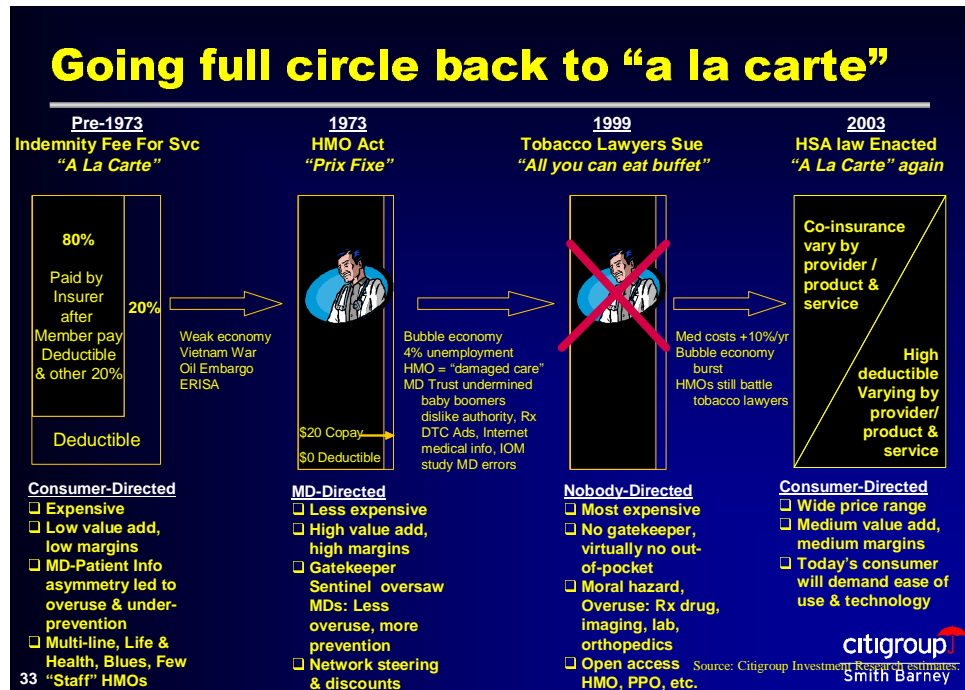 Going full circle back to “a la carte”
Pre-1973
Indemnity Fee For Svc
“A La Carte”
1973
HMO Act
“Prix Fixe”
1999
Tobacco Lawyers Sue
“All you can eat buffet”
2003
HSA law Enacted
“A La Carte” again
80%
Paid by
Insurer
after
Member pay
Deductible
& other 20%
20%
Deductible
Weak economy
Vietnam War
Oil Embargo
ERISA
$20 Copay
$0 Deductible
Bubble economy
4% unemployment
HMO = “damaged care”
MD Trust undermined
baby boomers
dislike authority, Rx
DTC Ads, Internet
medical info, IOM
study MD errors
Med costs +10%/yr
Bubble economy
burst
HMOs still battle
tobacco lawyers
Co-insurance
vary by
provider /
product &
service
High
deductible
Varying by
provider/
product &
service
Consumer-Directed
❑ Expensive
❑ Low value add,
low margins
❑ MD-Patient Info
asymmetry led to
overuse & under-
prevention
❑ Multi-line, Life &
Health, Blues, Few
“Staff” HMOs
MD-Directed
❑ Less expensive
❑ High value add,
high margins
❑ Gatekeeper
Sentinel oversaw
MDs: Less
overuse, more
prevention
❑ Network steering
& discounts
Nobody-Directed
❑ Most expensive
❑ No gatekeeper,
virtually no out-
of-pocket
❑ Moral hazard,
Overuse: Rx drug,
imaging, lab,
orthopedics
❑ Open access
HMO, PPO, etc.
Consumer-Directed
❑ Wide price range
❑ Medium value add,
medium margins
❑ Today’s consumer
will demand ease of
use & technology
citigroup
Source: Citigroup Investment Research estimates.
Smith Barney
33